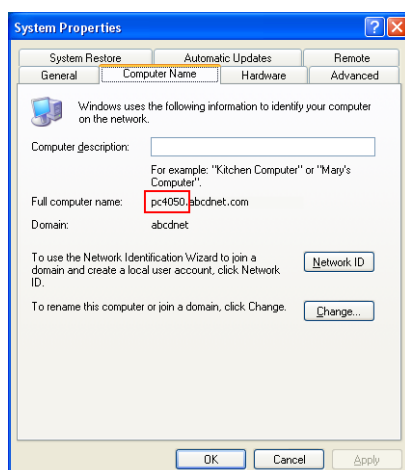 System Properties
System Restore Automatic Updates Remote
General Computer Name Hardware Advanced
Windows uses the following information to identify your computer
on the network.
Computer description:
For example: "Kitchen Computer" or "Mary's
Computer".
Full computer name: pc4050.abcdnet.com
Domain: abcdnet
To use the Network Identification Wizard to join a
domain and create a local user account, click Network
ID.
Network ID
To rename this computer or join a domain, click Change.
Change...
OK Cancel Apply